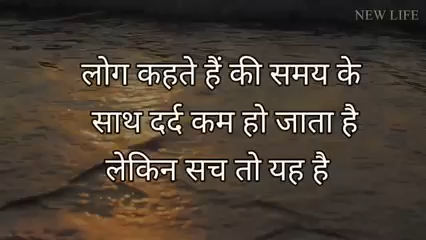 NEW LIFE
लोग कहते हैं की समय के
साथ दर्द कम हो जाता है
लेकिन सच तो यह है